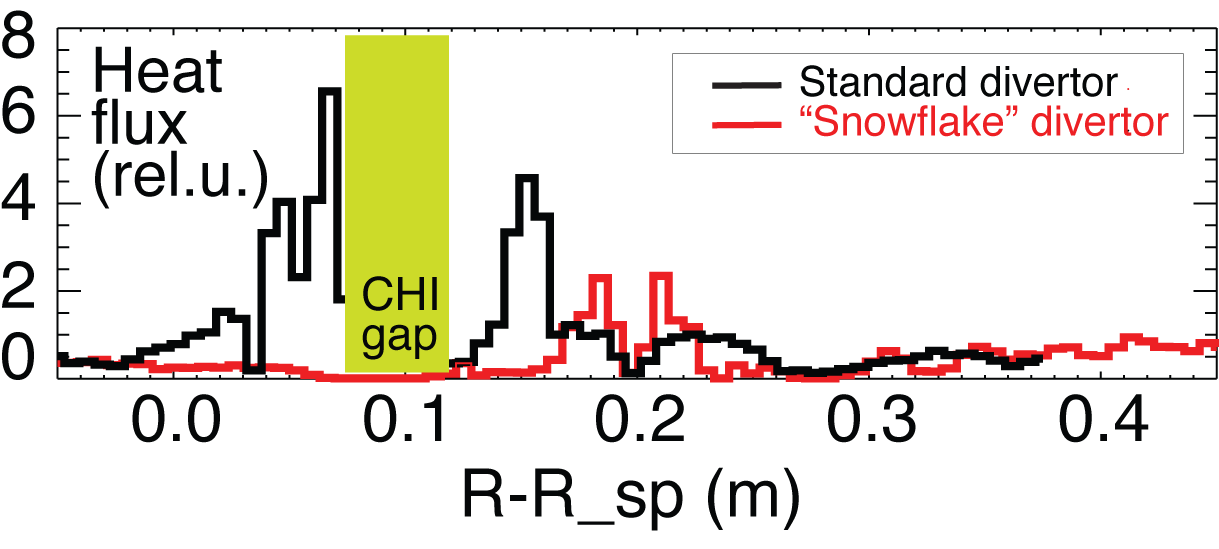 8
6
4
2
0
Heat
flux
(rel.u.)
Standard divertor
“Snowflake” divertor
CHI
gap
0.0 0.1 0.2 0.3 0.4
R-R_sp (m)